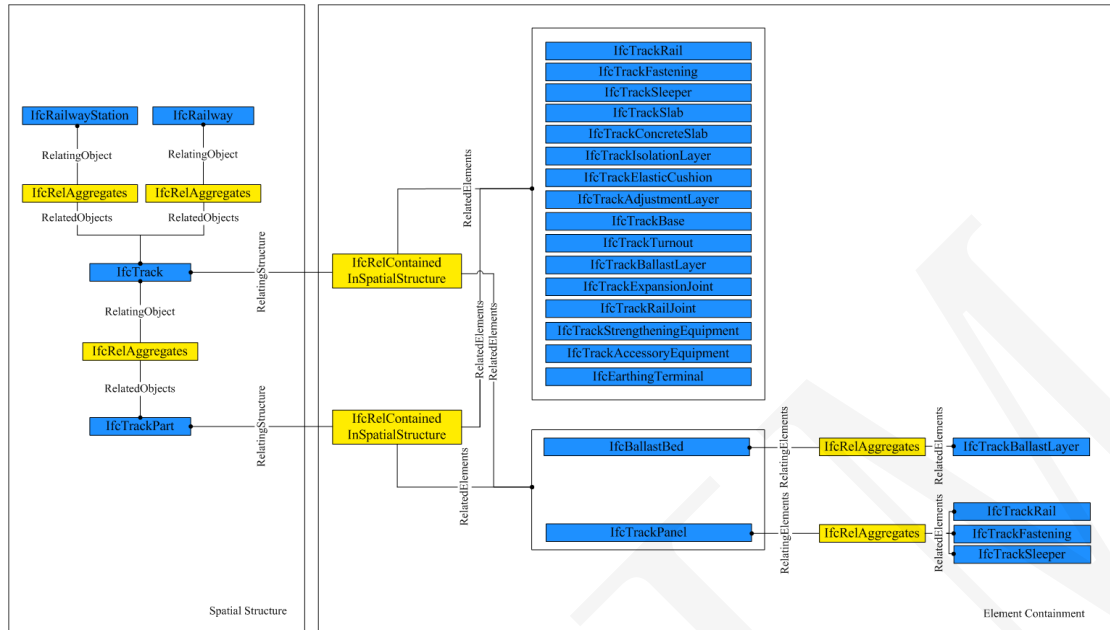 IfcRailwayStation
IfcRailway
RelatingObject
RelatingObject
IfcRelAggregates
IfcRelAggregates
RelatedObjects
RelatedObjects
IfcTrack
RelatingStructure
RelatingObject
IfcRelAggregates
RelatedObjects
IfcTrackPart
RelatingStructure
Spatial Structure
IfcRelContained
InSpatialStructure
RelatedElements
RelatedElements
RelatedElements
IfcRelContained
InSpatialStructure
RelatedElements
IfcTrackRail
IfcTrackFastening
IfcTrackSleeper
IfcTrackSlab
IfcTrackConcreteSlab
IfcTrackIsolationLayer
IfcTrackElasticCushion
IfcTrackAdjustmentLayer
IfcTrackBase
IfcTrackTurnout
IfcTrackBallastLayer
IfcTrackExpansionJoint
IfcTrackRailJoint
IfcTrackStrengtheningEquipment
IfcTrackAccessoryEquipment
IfcEarthingTerminal
IfcBallastBed
RelatingElements
IfcRelAggregates
RelatedElements
IfcTrackBallastLayer
IfcTrackPanel
RelatingElements
IfcRelAggregates
RelatedElements
IfcTrackRail
IfcTrackFastening
IfcTrackSleeper
Element Containment